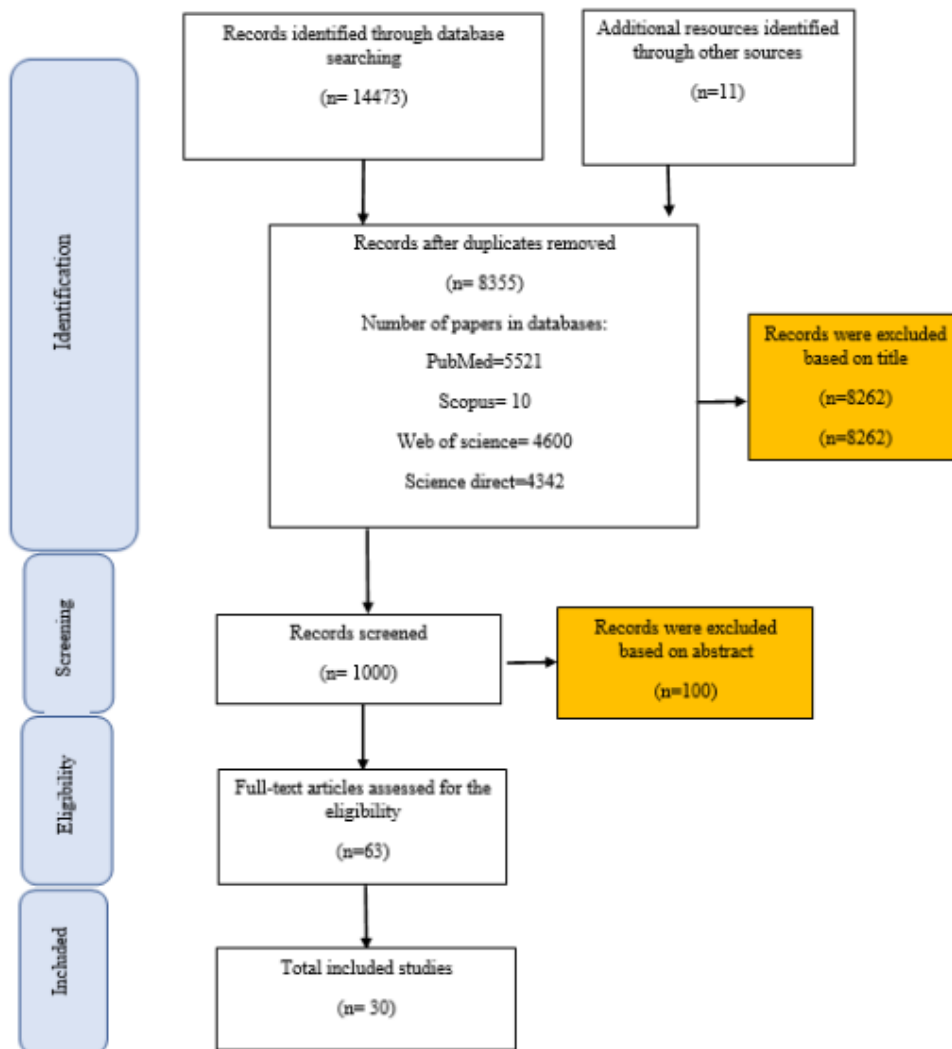 Records identified through database
searching
(n= 14473)
Additional resources identified
through other sources
(n=11)
Identification
Records after duplicates removed
(n= 8355)
Number of papers in databases:
PubMed=5521
Scopus= 10
Web of science= 4600
Science direct=4342
Records were excluded
based on title
(n=8262)
(n=8262)
Screening
Records screened
(n= 1000)
Records were excluded
based on abstract
(n=100)
Eligibility
Full-text articles assessed for the
eligibility
(n=63)
Included
Total included studies
(n= 30)